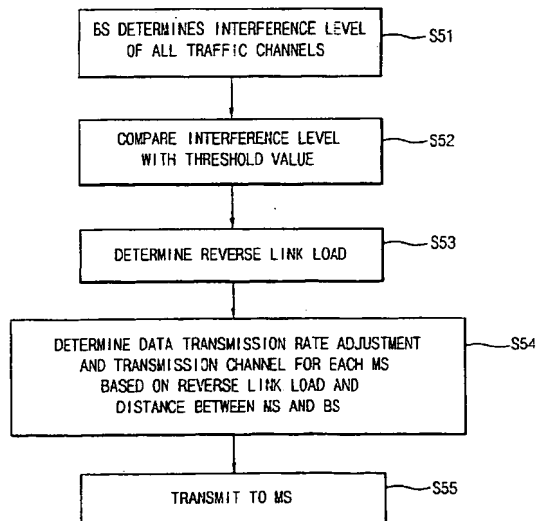 BS DETERMINES INTERFERENCE LEVEL
OF ALL TRAFFIC CHANNELS
S51
COMPARE INTERFERENCE LEVEL
WITH THRESHOLD VALUE
S52
DETERMINE REVERSE LINK LOAD
S53
DETERMINE DATA TRANSMISSION RATE ADJUSTMENT
AND TRANSMISSION CHANNEL FOR EACH MS
BASED ON REVERSE LINK LOAD AND
DISTANCE BETWEEN MS AND BS
S54
TRANSMIT TO MS
S55